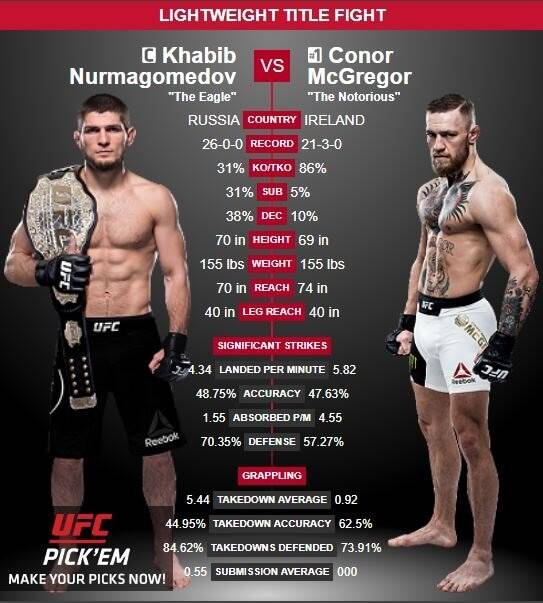 LIGHTWEIGHT TITLE FIGHT
C Khabib Nurmagomedov
"The Eagle"
VS
#1 Conor McGregor
"The Notorious"
RUSSIA COUNTRY IRELAND
26-0-0 RECORD 21-3-0
31% KO/TKO 86%
31% SUB 5%
38% DEC 10%
70 in HEIGHT 69 in
155 lbs WEIGHT 155 lbs
70 in REACH 74 in
40 in LEG REACH 40 in
SIGNIFICANT STRIKES
4.34 LANDED PER MINUTE 5.82
48.75% ACCURACY 47.63%
1.55 ABSORBED P/M 4.55
70.35% DEFENSE 57.27%
GRAPPLING
5.44 TAKEDOWN AVERAGE 0.92
44.95% TAKEDOWN ACCURACY 62.5%
84.62% TAKEDOWNS DEFENDED 73.91%
0.55 SUBMISSION AVERAGE 000
UFC
PICK'EM
MAKE YOUR PICKS NOW!
UFC
UFC
UFC
Reebok
UFC
MCG
UFC
Reebok